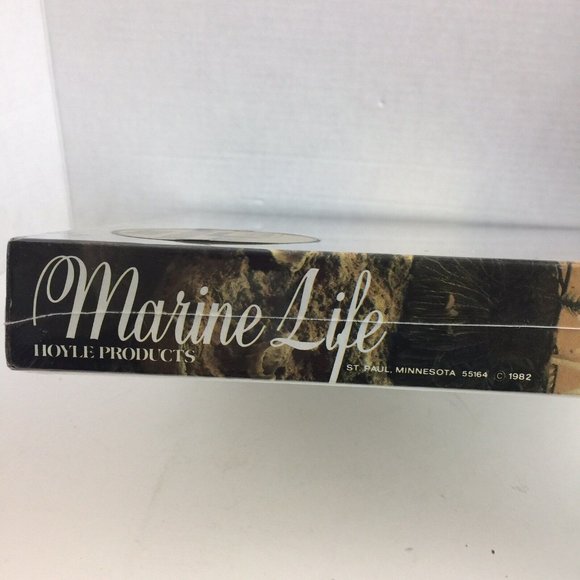 Marine Life
HOYLE PRODUCTS
ST. PAUL, MINNESOTA 55164 © 1982